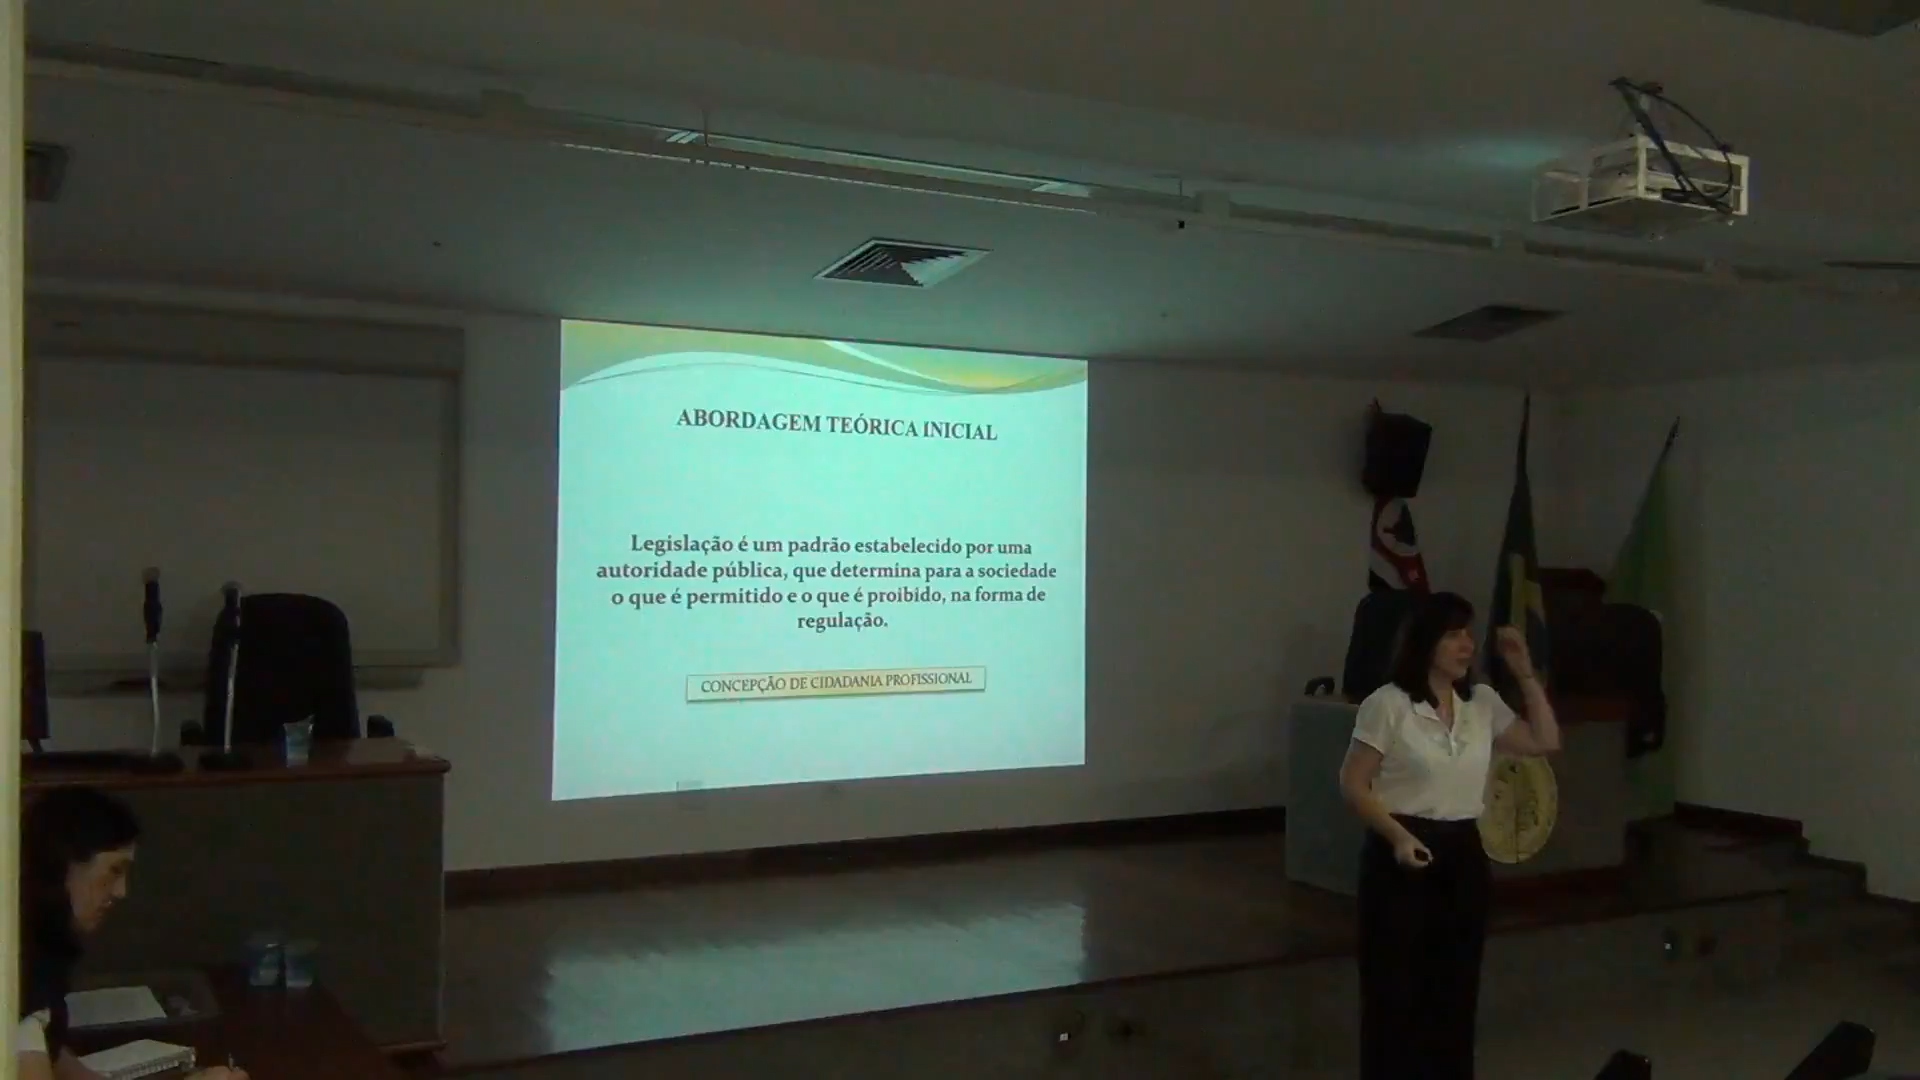 ABORDAGEM TEÓRICA INICIAL
Legislação é um padrão estabelecido por uma
autoridade pública, que determina para a sociedade
o que é permitido e o que é proibido, na forma de
regulação.
CONCEPÇÃO DE CIDADANIA PROFISSIONAL